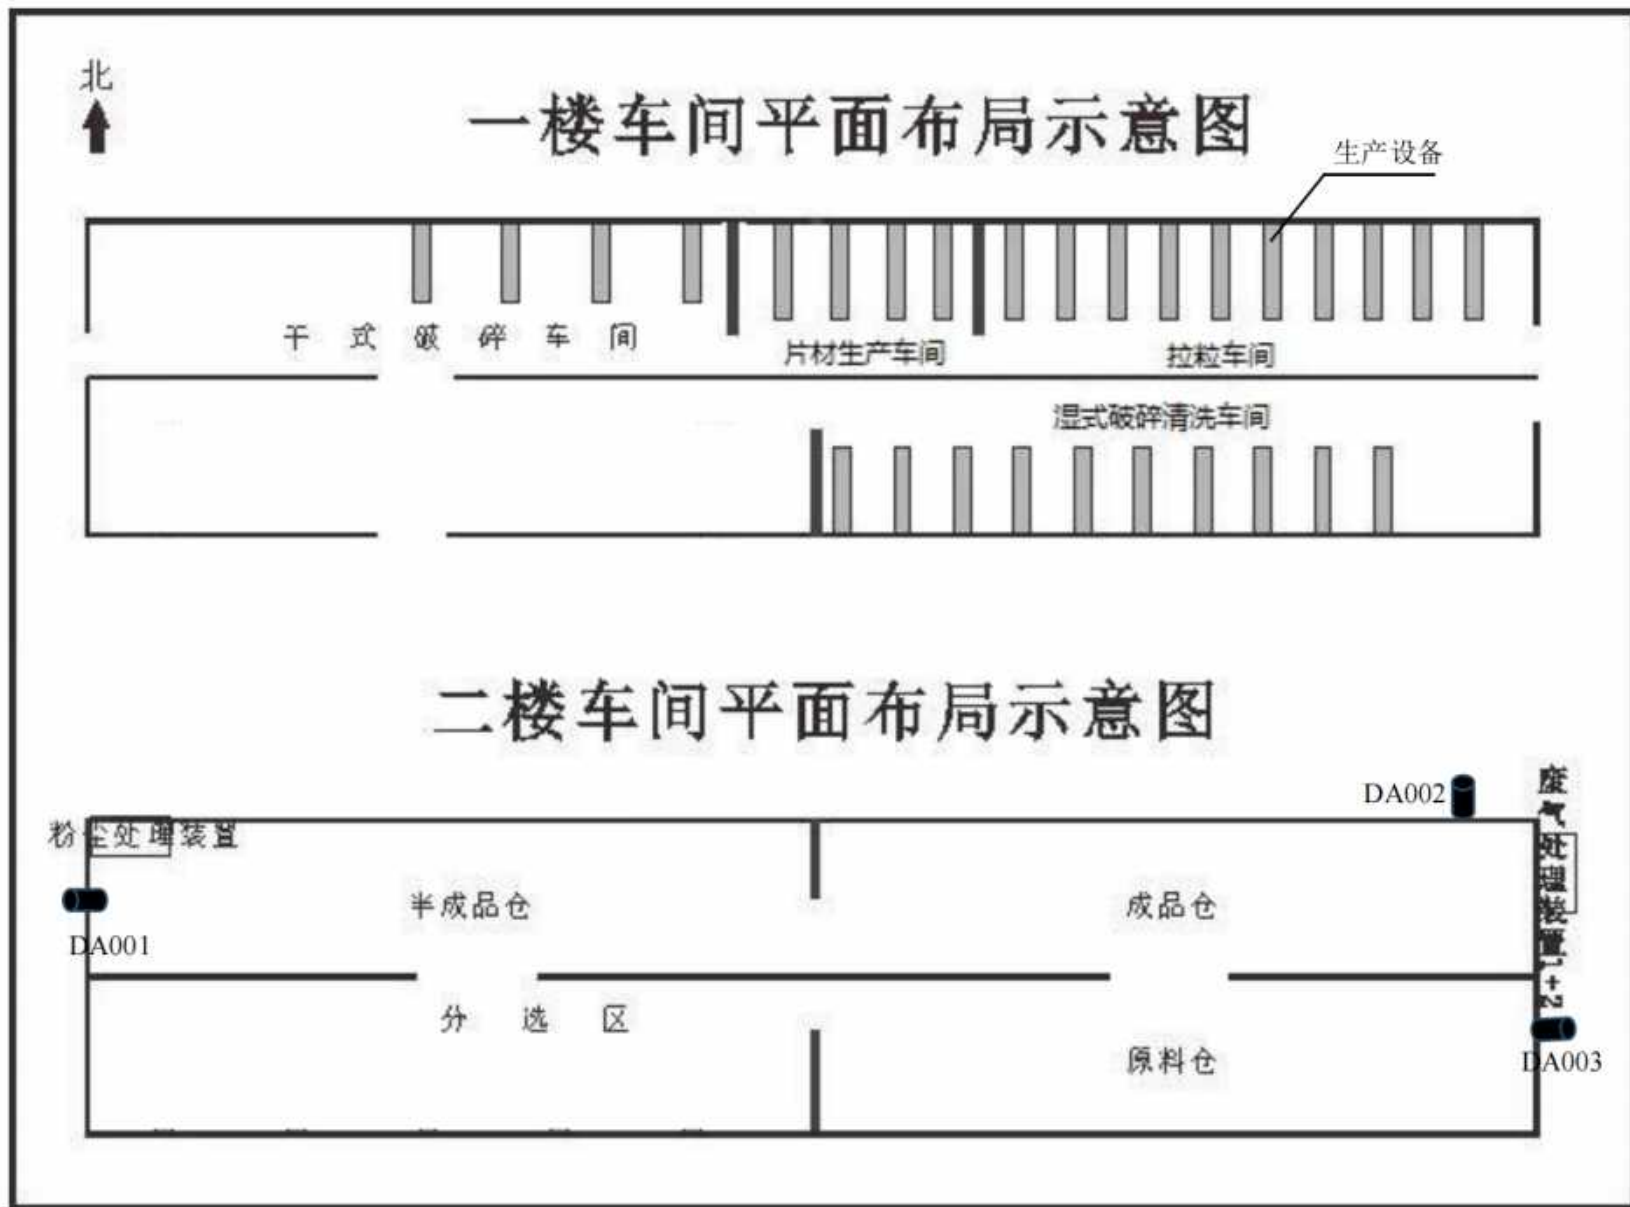 北
一楼车间平面布局示意图
生产设备
干式破碎车间
片材生产车间
拉粒车间
湿式破碎清洗车间
二楼车间平面布局示意图
DA002
废气处理装置1+2
粉尘处理装置
半成品仓
成品仓
DA001
分选区
原料仓
DA003